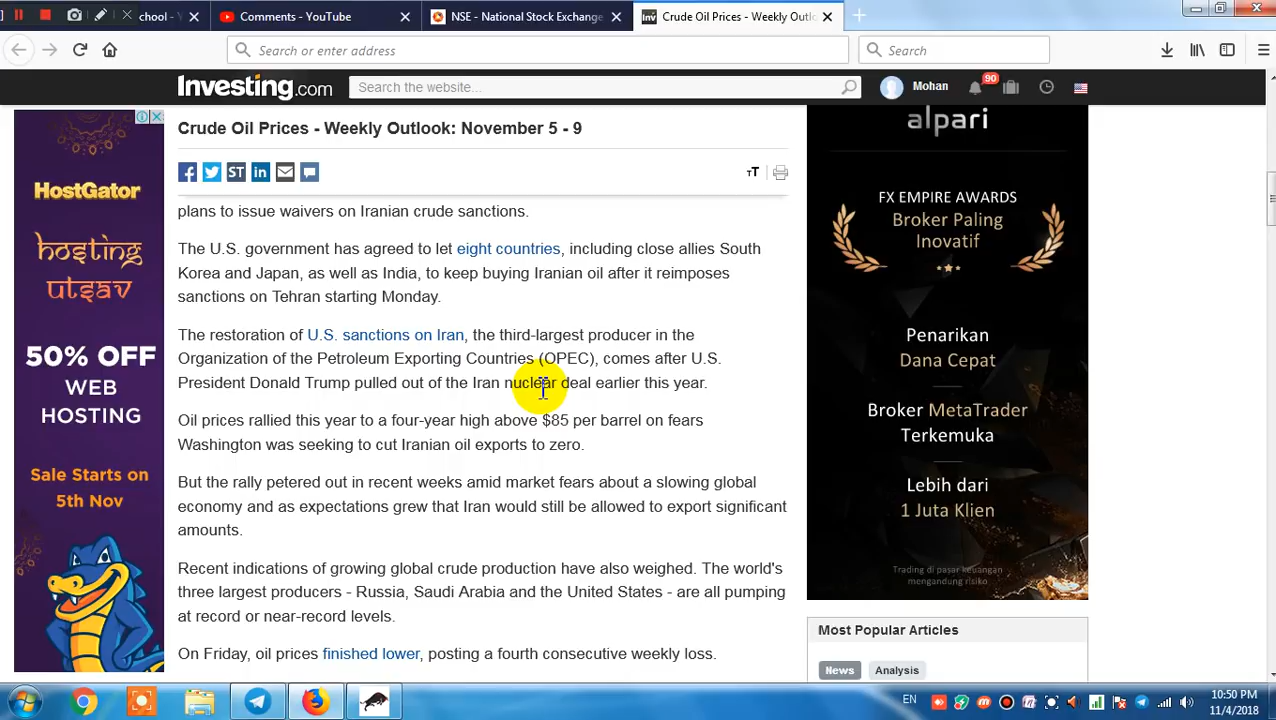 chool - V
Comments - YouTube
NSE - National Stock Exchange
Inv Crude Oil Prices - Weekly Outlo
Search or enter address
Search
Investing.com
Search the website...
Mohan
90
HostGator
hosting
utsav
50% OFF
WEB
HOSTING
Sale Starts on
5th Nov
Crude Oil Prices - Weekly Outlook: November 5 - 9
ST
in
TT
plans to issue waivers on Iranian crude sanctions.
The U.S. government has agreed to let eight countries, including close allies South
Korea and Japan, as well as India, to keep buying Iranian oil after it reimposes
sanctions on Tehran starting Monday.
The restoration of U.S. sanctions on Iran, the third-largest producer in the
Organization of the Petroleum Exporting Countries (OPEC), comes after U.S.
President Donald Trump pulled out of the Iran nuclear deal earlier this year.
Oil prices rallied this year to a four-year high above $85 per barrel on fears
Washington was seeking to cut Iranian oil exports to zero.
But the rally petered out in recent weeks amid market fears about a slowing global
economy and as expectations grew that Iran would still be allowed to export significant
amounts.
Recent indications of growing global crude production have also weighed. The world's
three largest producers - Russia, Saudi Arabia and the United States - are all pumping
at record or near-record levels.
On Friday, oil prices finished lower, posting a fourth consecutive weekly loss.
alpari
FX EMPIRE AWARDS
Broker Paling
Inovatif
Penarikan
Dana Cepat
Broker MetaTrader
Terkemuka
Lebih dari
1 Juta Klien
Trading di pasar keuangan
mengandung risiko
Most Popular Articles
News
Analysis
EN
10:50 PM
11/4/2018